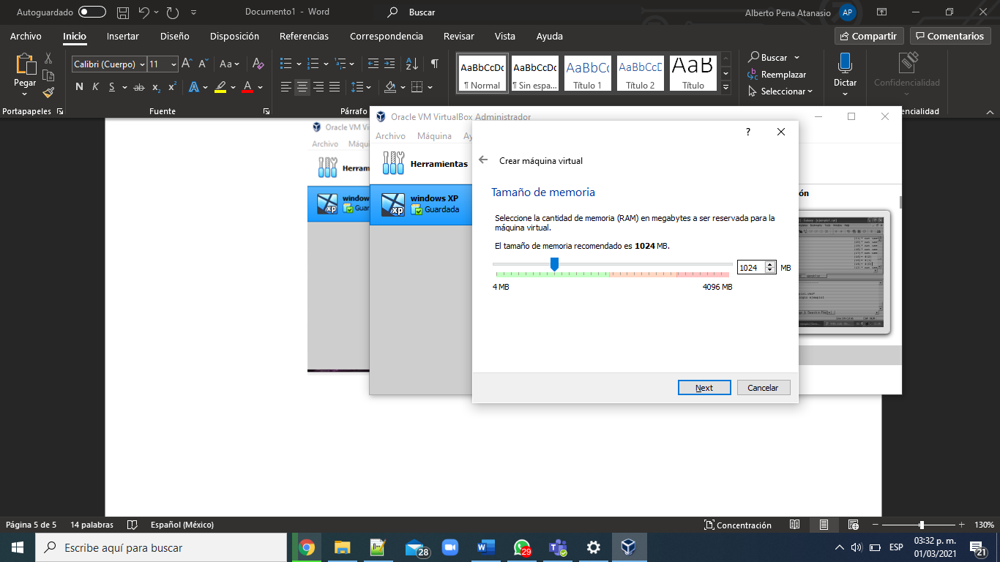 Autoguardado
Documento1 - Word
Buscar
Alberto Pena Atanasio
AP
Archivo Inicio Insertar Diseño Disposición Referencias Correspondencia Revisar Vista Ayuda
Compartir
Comentarios
Pegar
Calibri (Cuerpo) 11
N K S ab x₂ x²
AaBbCcDc
¶ Normal
AaBbCcDc
¶ Sin espa...
AaBbCc
Título 1
AaBbCcD
Título 2
AaB
Título
Buscar
Reemplazar
Seleccionar
Dictar
Confidencialidad
Portapapeles
Fuente
Párrafo
cialidad
Oracle VM Vi
Archivo Máqu
Herram
window
Guar
Oracle VM VirtualBox Administrador
Archivo Máquina Ay
Herramientas
windows XP
Guardada
ón
?
Crear máquina virtual
Tamaño de memoria
Seleccione la cantidad de memoria (RAM) en megabytes a ser reservada para la
máquina virtual.
El tamaño de memoria recomendado es 1024 MB.
1024 MB
4 MB
4096 MB
Next
Cancelar
Página 5 de 5
14 palabras
Español (México)
Concentración
130%
Escribe aquí para buscar
28
29
ESP
03:32 p. m.
01/03/2021
21